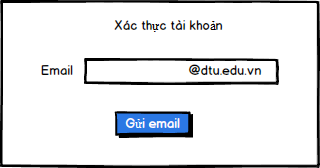 Xác thực tài khoản
Email @dtu.edu.vn
Gửi email